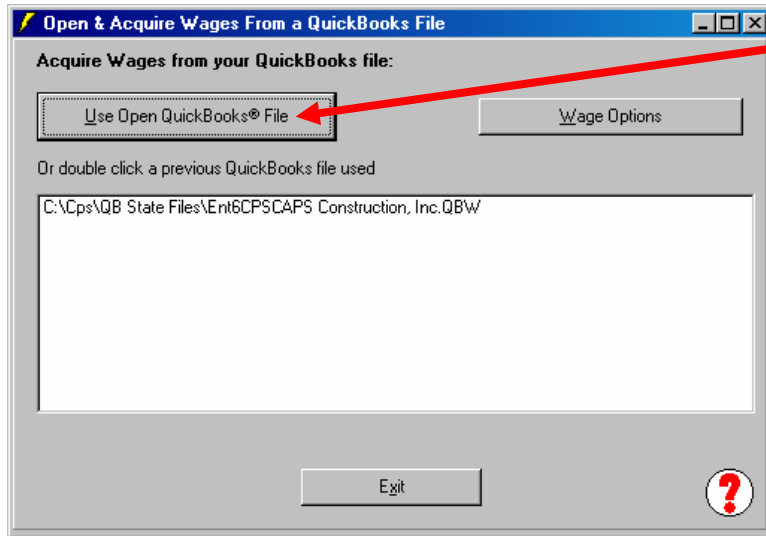 Open & Acquire Wages From a QuickBooks File
Acquire Wages from your QuickBooks file:
Use Open QuickBooks® File
Wage Options
Or double click a previous QuickBooks file used
C:\Cps\QB State Files\Ent6CPSCAPS Construction, Inc.QBW
Exit
?